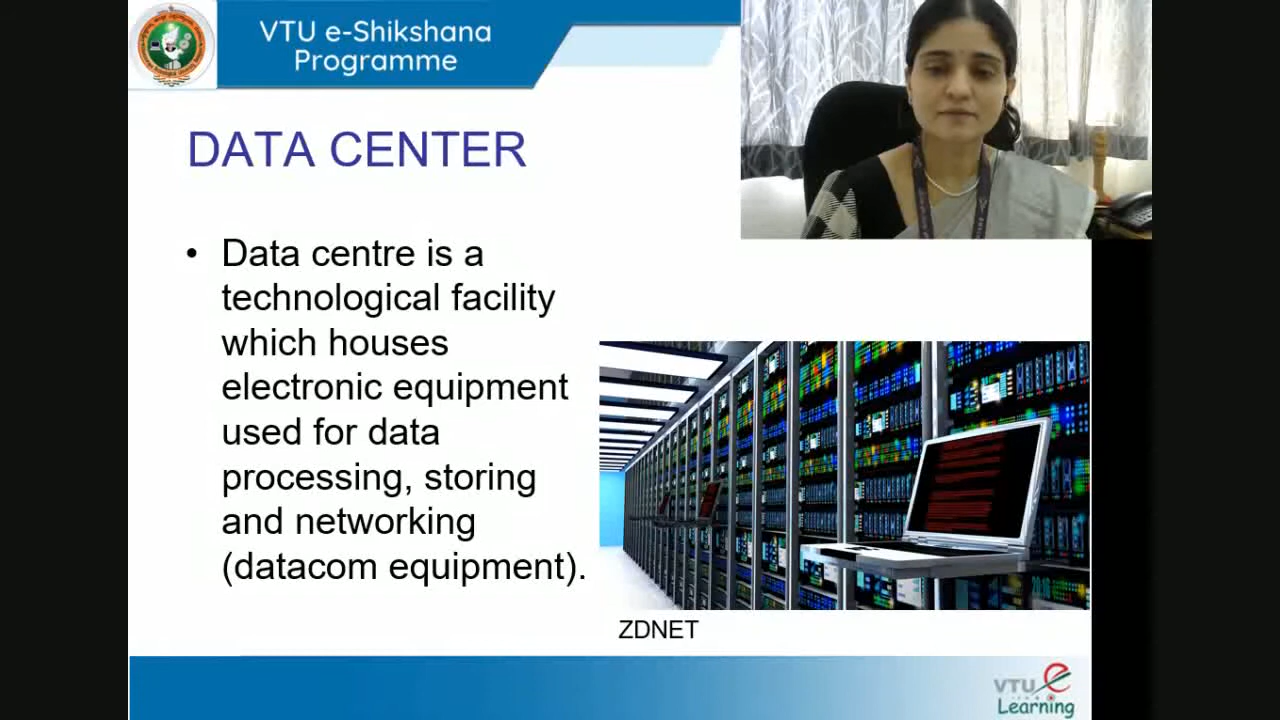 VTU e-Shikshana
Programme
DATA CENTER
• Data centre is a
technological facility
which houses
electronic equipment
used for data
processing, storing
and networking
(datacom equipment).
ZDNET
VTU e
Learning